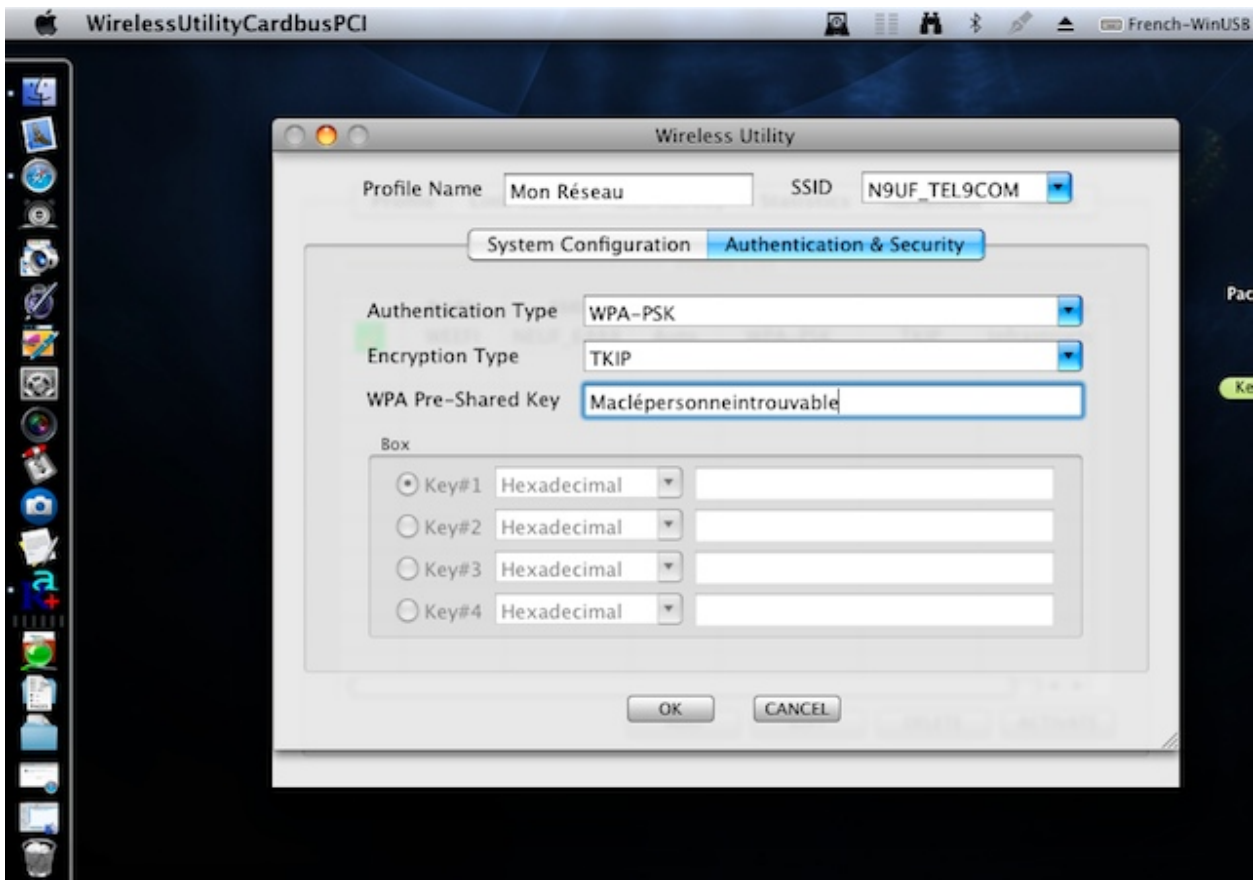 WirelessUtilityCardbusPCI French-WinUSB
Wireless Utility
Profile Name Mon Réseau SSID N9UF_TEL9COM
System Configuration Authentication & Security
Authentication Type WPA-PSK
Pac
Encryption Type TKIP
WPA Pre-Shared Key Maclépersonneintrouvable
Ke
Box
Key#1 Hexadecimal
Key#2 Hexadecimal
Key#3 Hexadecimal
Key#4 Hexadecimal
OK CANCEL